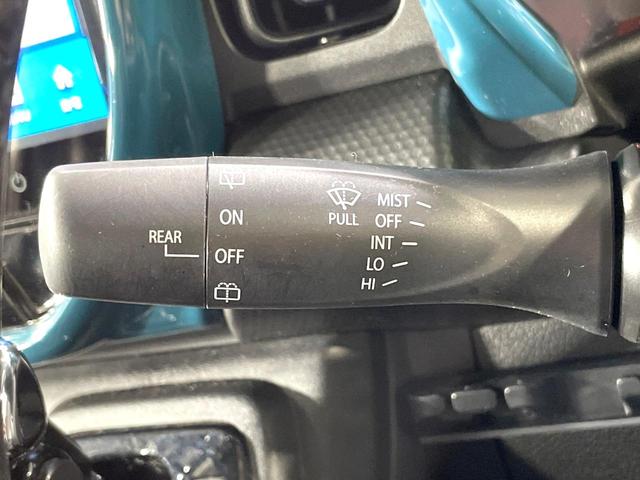 REAR
ON
OFF
PULL
MIST
OFF
INT
LO
HI